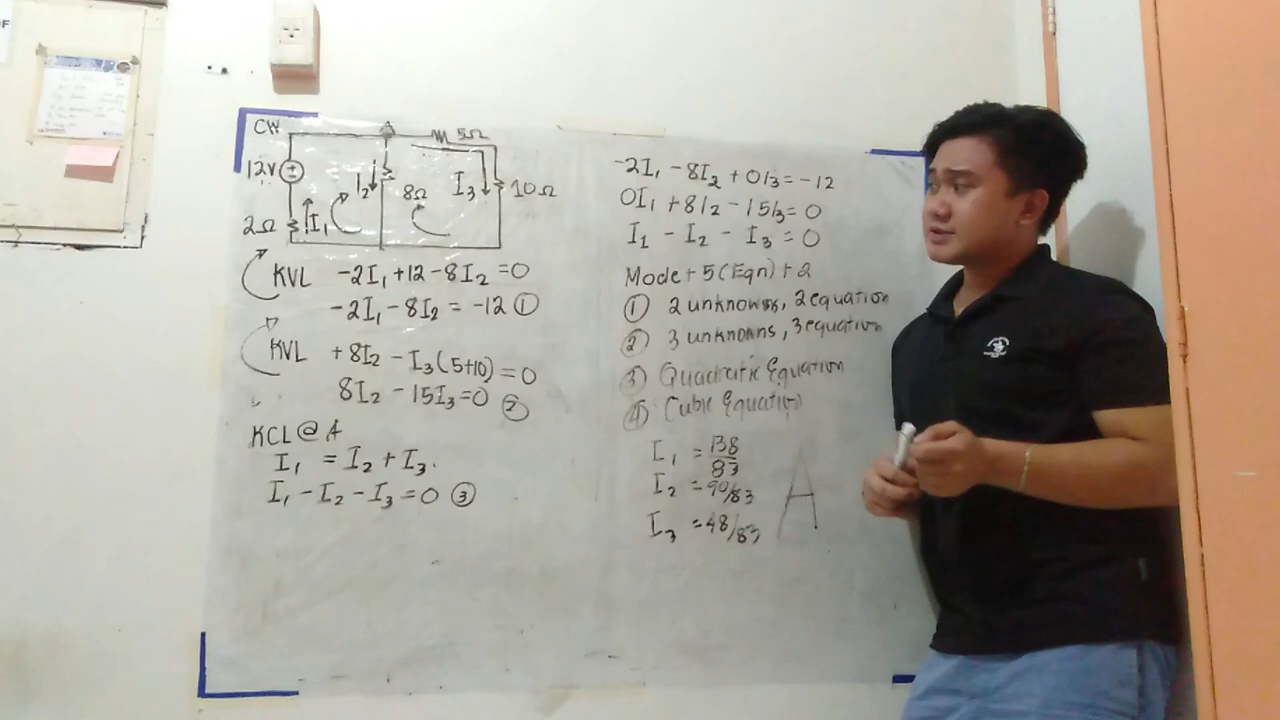 CW
5Ω
12V
I₂
8Ω
I₃
10Ω
2Ω
I₁
KVL -2I₁ + 12 - 8I₂ = 0
-2I₁ - 8I₂ = -12 ①
KVL + 8I₂ - I₃(5+10) = 0
8I₂ - 15I₃ = 0 ②
KCL @ A
I₁ = I₂ + I₃.
I₁ - I₂ - I₃ = 0 ③
-2I₁ - 8I₂ + 0I₃ = -12
0I₁ + 8I₂ - 15I₃ = 0
I₁ - I₂ - I₃ = 0
Mode + 5 (Eqn) + 2
① 2 unknowns, 2 equation
② 3 unknowns, 3 equation
③ Quadratic Equation
④ Cubic Equation
I₁ = 138/83
I₂ = 90/83
I₃ = 48/83
A